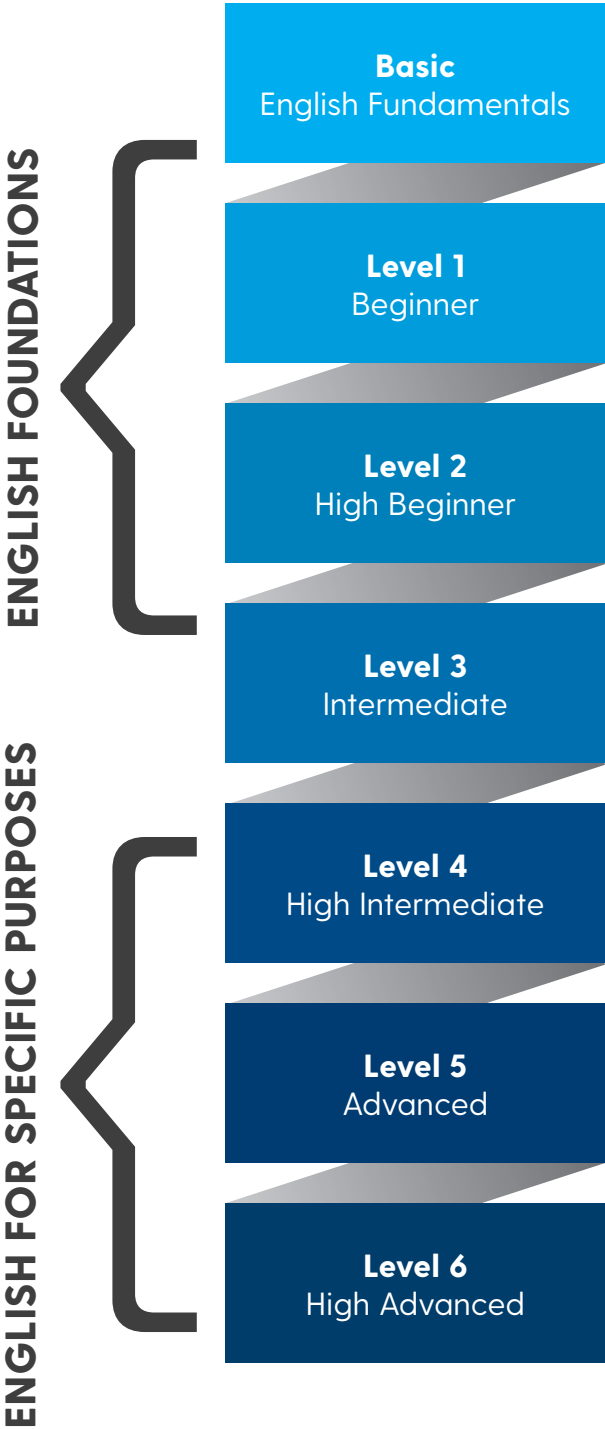 ENGLISH FOUNDATIONS
Basic
English Fundamentals
Level 1
Beginner
Level 2
High Beginner
Level 3
Intermediate
ENGLISH FOR SPECIFIC PURPOSES
Level 4
High Intermediate
Level 5
Advanced
Level 6
High Advanced